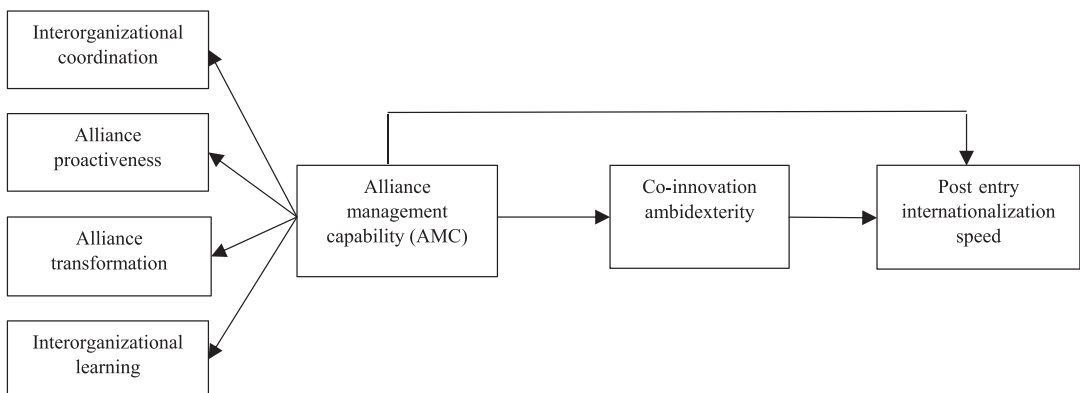 Interorganizational
coordination
Alliance
proactiveness
Alliance
transformation
Interorganizational
learning
Alliance
management
capability (AMC)
Co-innovation
ambidexterity
Post entry
internationalization
speed